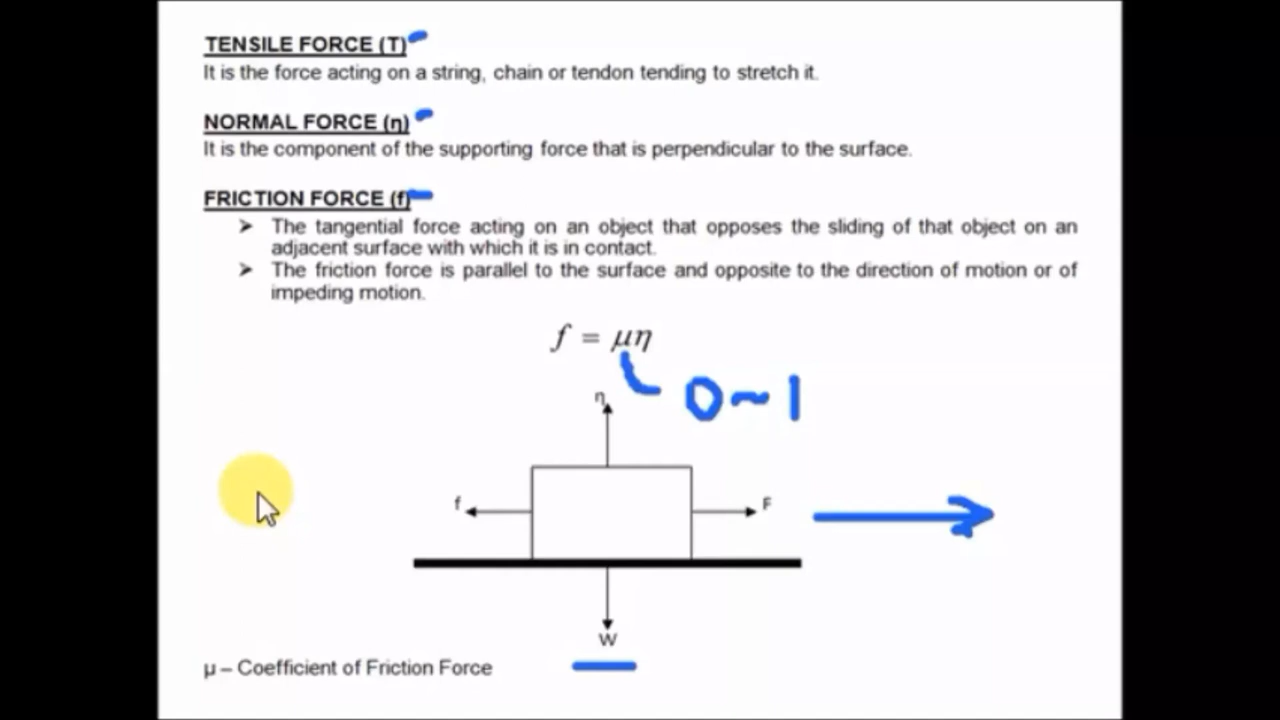 TENSILE FORCE (T)
It is the force acting on a string, chain or tendon tending to stretch it.
NORMAL FORCE (η)
It is the component of the supporting force that is perpendicular to the surface.
FRICTION FORCE (f)
➢ The tangential force acting on an object that opposes the sliding of that object on an
adjacent surface with which it is in contact.
➢ The friction force is parallel to the surface and opposite to the direction of motion or of
impeding motion.
f = μη
0 ~ 1
η
f
F
W
μ – Coefficient of Friction Force